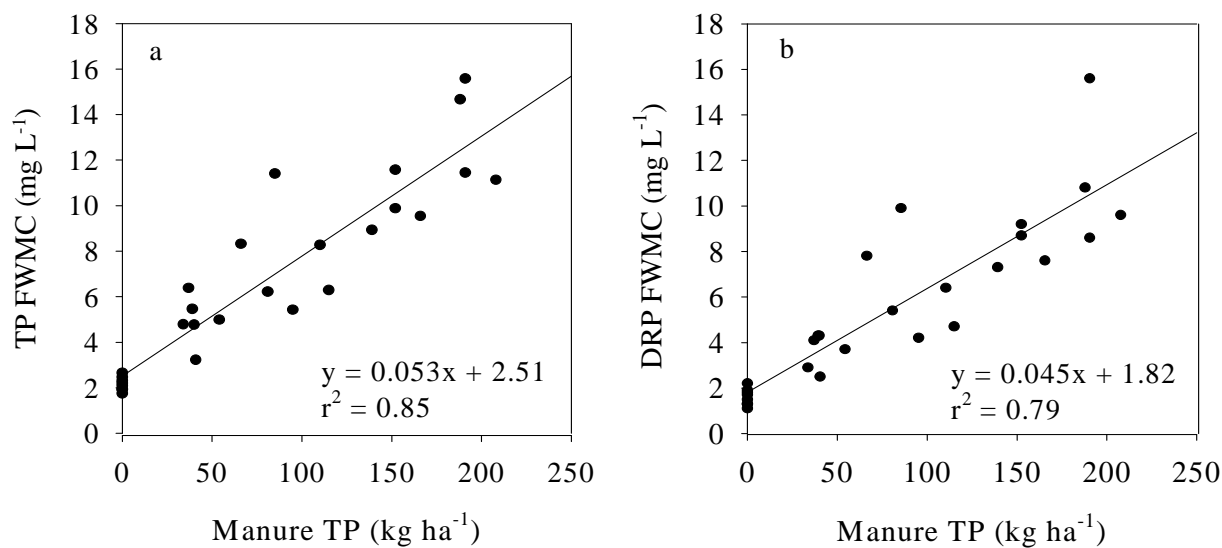 a
TP FWMC (mg L⁻¹)
18
16
14
12
10
8
6
4
2
0
y = 0.053x + 2.51
r² = 0.85
0 50 100 150 200 250
Manure TP (kg ha⁻¹)
b
DRP FWMC (mg L⁻¹)
18
16
14
12
10
8
6
4
2
0
y = 0.045x + 1.82
r² = 0.79
0 50 100 150 200 250
Manure TP (kg ha⁻¹)